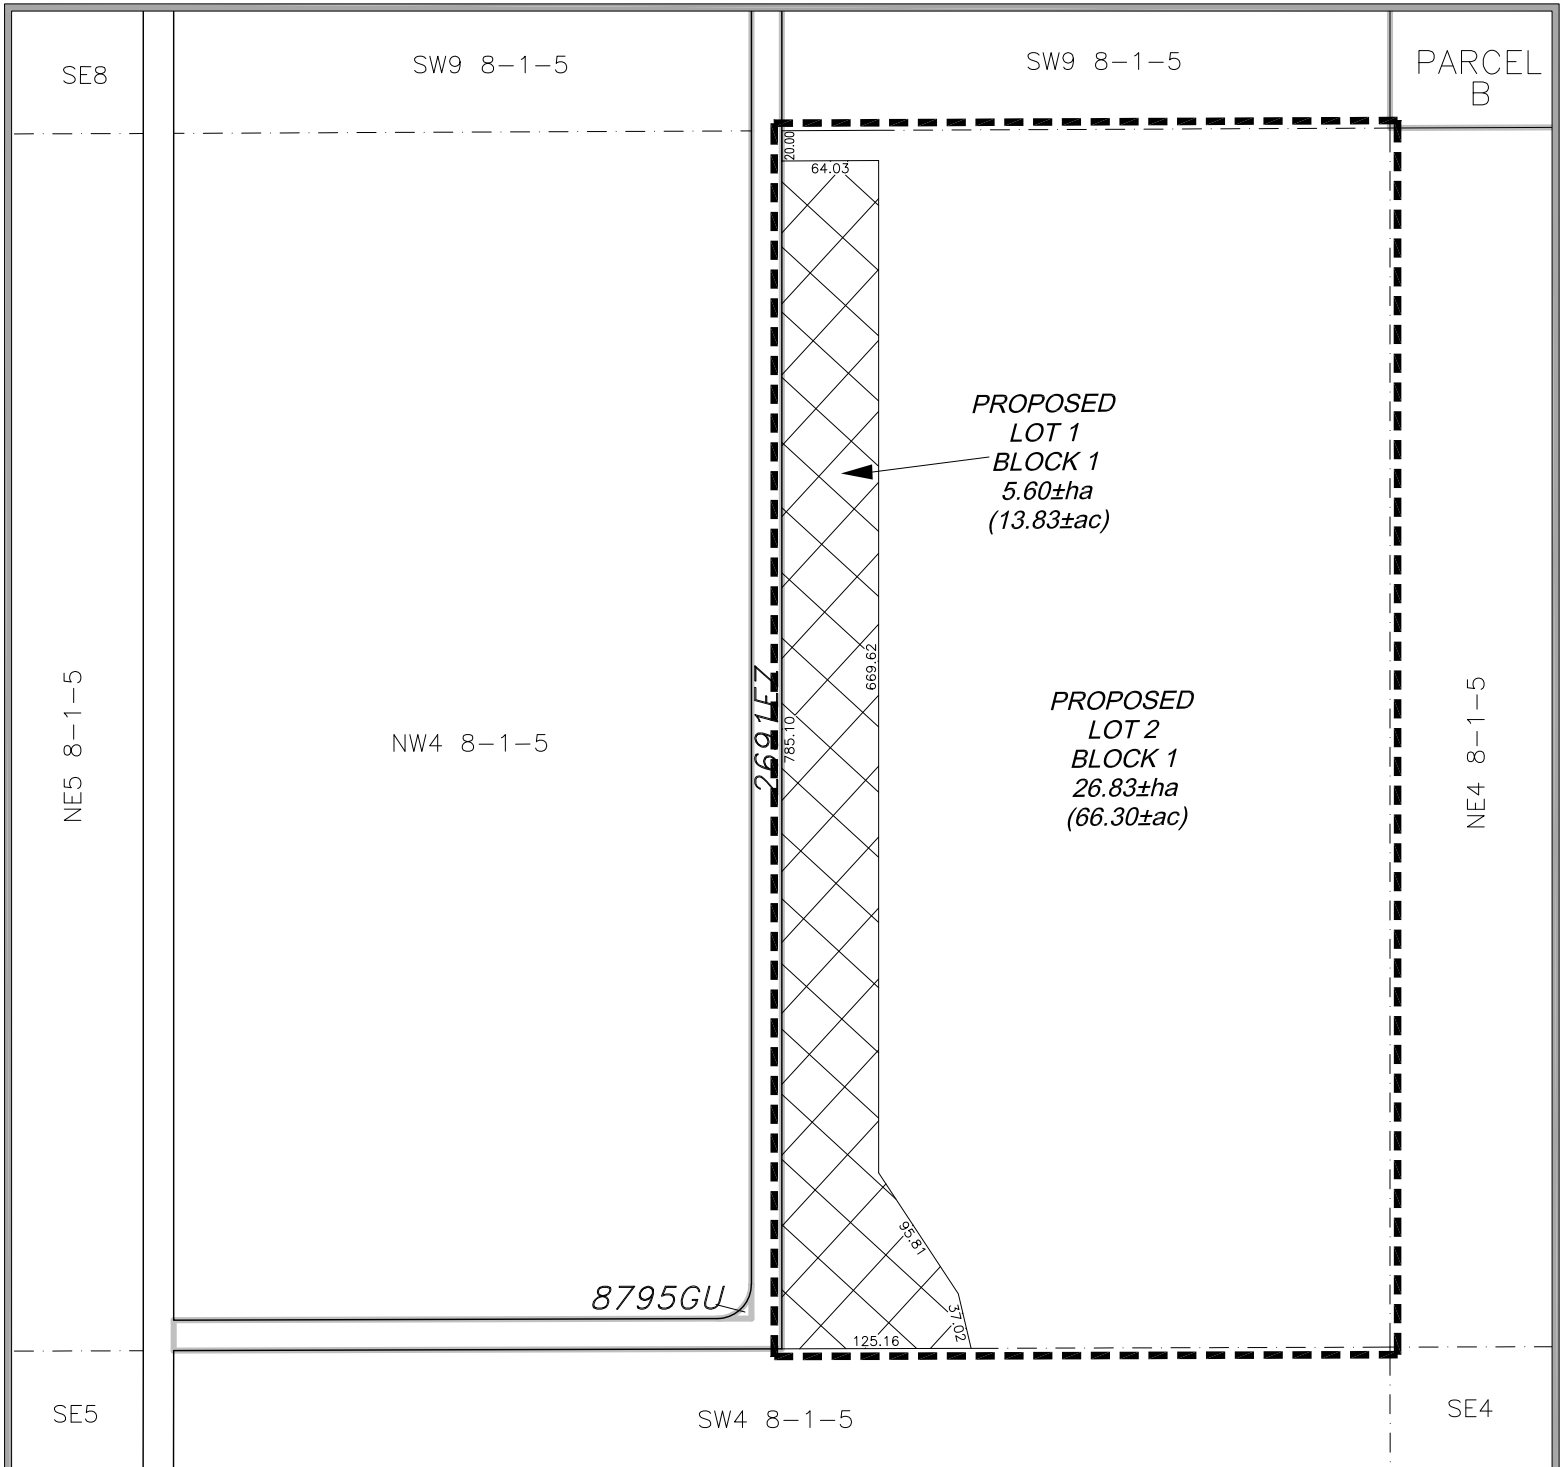 SE8
SW9 8-1-5
SW9 8-1-5
PARCEL
B
20.00
64.03
PROPOSED
LOT 1
BLOCK 1
5.60±ha
(13.83±ac)
669.62
2691EZ
785.10
NE5 8-1-5
NW4 8-1-5
PROPOSED
LOT 2
BLOCK 1
26.83±ha
(66.30±ac)
NE4 8-1-5
95.81
8795GU
37.02
125.16
SE5
SW4 8-1-5
SE4